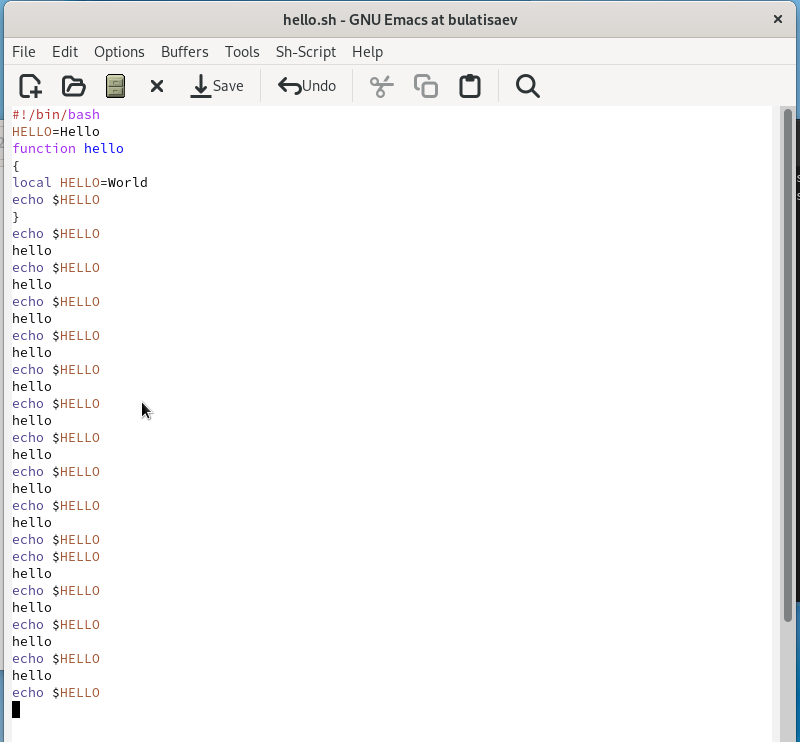 hello.sh - GNU Emacs at bulatisaev
File Edit Options Buffers Tools Sh-Script Help
Save Undo
#!/bin/bash
HELLO=Hello
function hello
{
local HELLO=World
echo $HELLO
}
echo $HELLO
hello
echo $HELLO
hello
echo $HELLO
hello
echo $HELLO
hello
echo $HELLO
hello
echo $HELLO
hello
echo $HELLO
hello
echo $HELLO
hello
echo $HELLO
hello
echo $HELLO
echo $HELLO
hello
echo $HELLO
hello
echo $HELLO
hello
echo $HELLO
hello
echo $HELLO